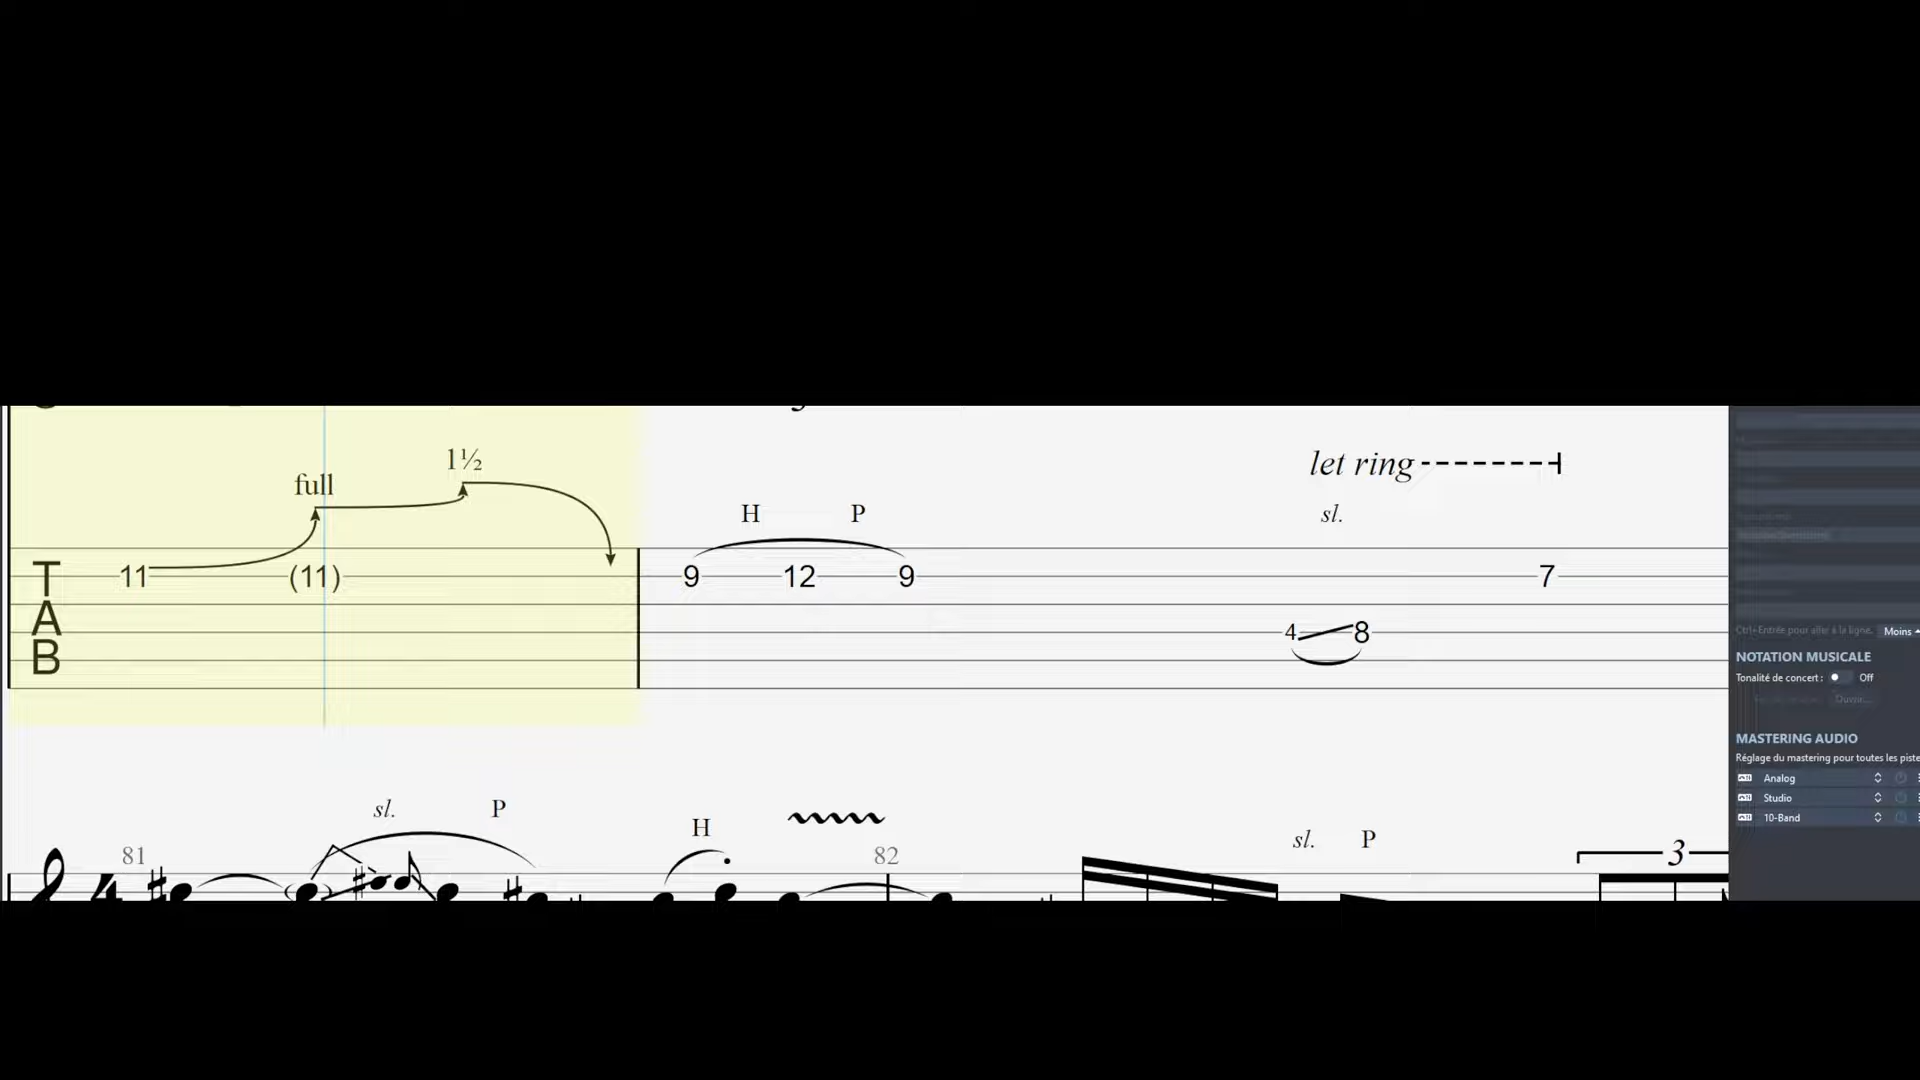 1½
full
let ring
H P sl.
T 11 (11) 9 12 9 7
A
4 8
B
sl. P
H
81 82
sl. P
3
4
Ctrl+Entrée pour aller à la ligne. Moins
NOTATION MUSICALE
Tonalité de concert : Off
Ouvrir...
MASTERING AUDIO
Réglage du mastering pour toutes les piste
Analog
Studio
10-Band